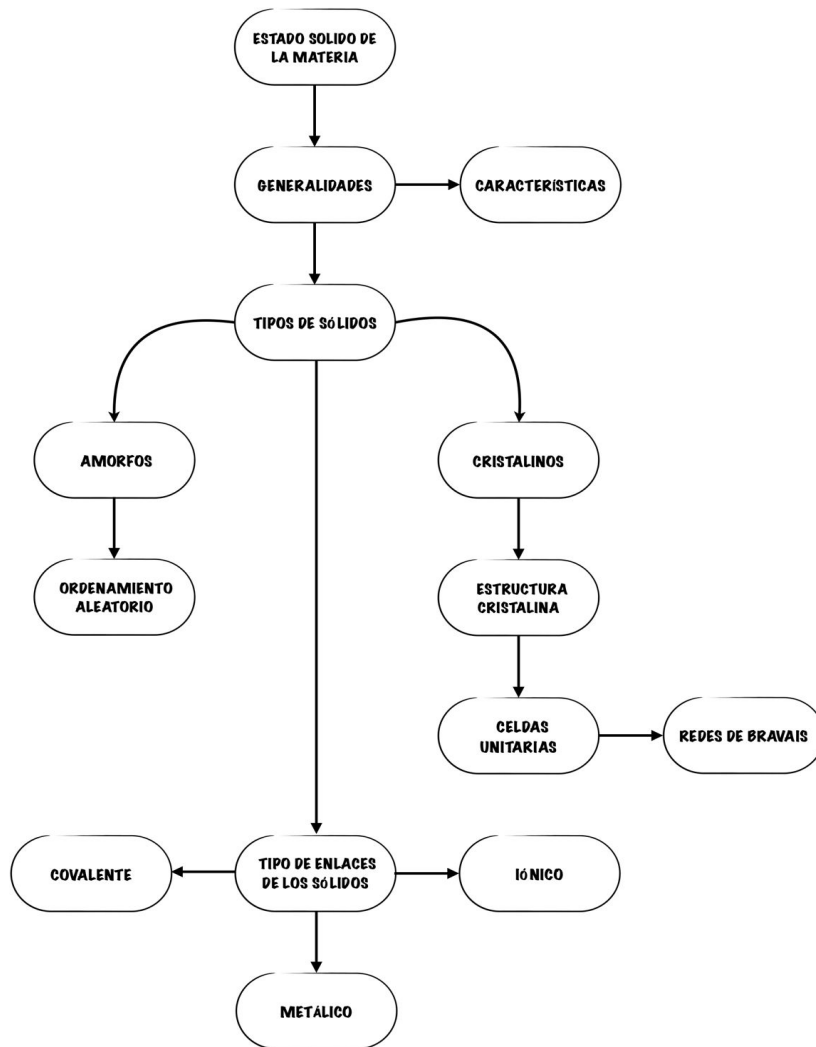 ESTADO SOLIDO DE
LA MATERIA
GENERALIDADES
CARACTERÍSTICAS
TIPOS DE SÓLIDOS
AMORFOS
CRISTALINOS
ORDENAMIENTO
ALEATORIO
ESTRUCTURA
CRISTALINA
CELDAS
UNITARIAS
REDES DE BRAVAIS
COVALENTE
TIPO DE ENLACES
DE LOS SÓLIDOS
IÓNICO
METÁLICO